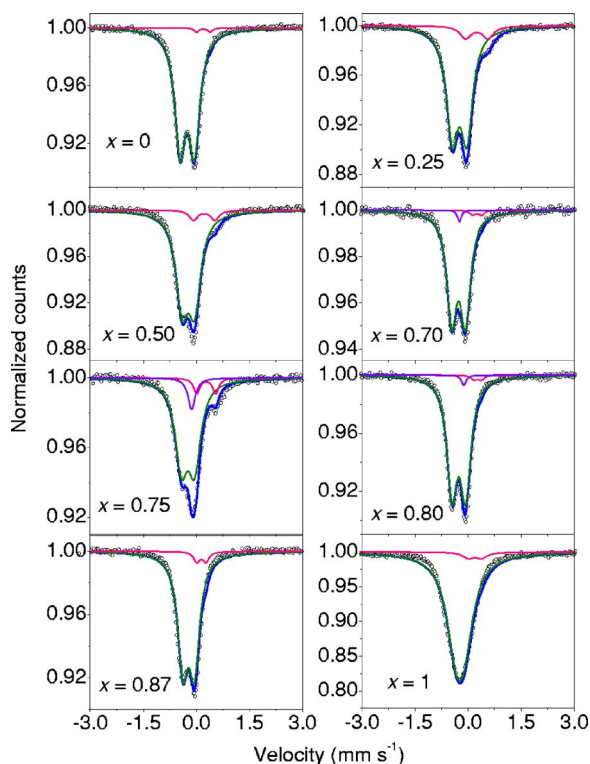 1.00
0.96
0.92
x = 0
1.00
0.96
0.92
0.88
x = 0.25
1.00
0.96
0.92
0.88
x = 0.50
1.00
0.98
0.96
0.94
x = 0.70
1.00
0.96
0.92
x = 0.75
1.00
0.96
0.92
x = 0.80
1.00
0.96
0.92
x = 0.87
1.00
0.95
0.90
0.85
0.80
x = 1
Normalized counts
-3.0 -1.5 0.0 1.5 -3.0 -1.5 0.0 1.5 3.0
Velocity (mm s⁻¹)